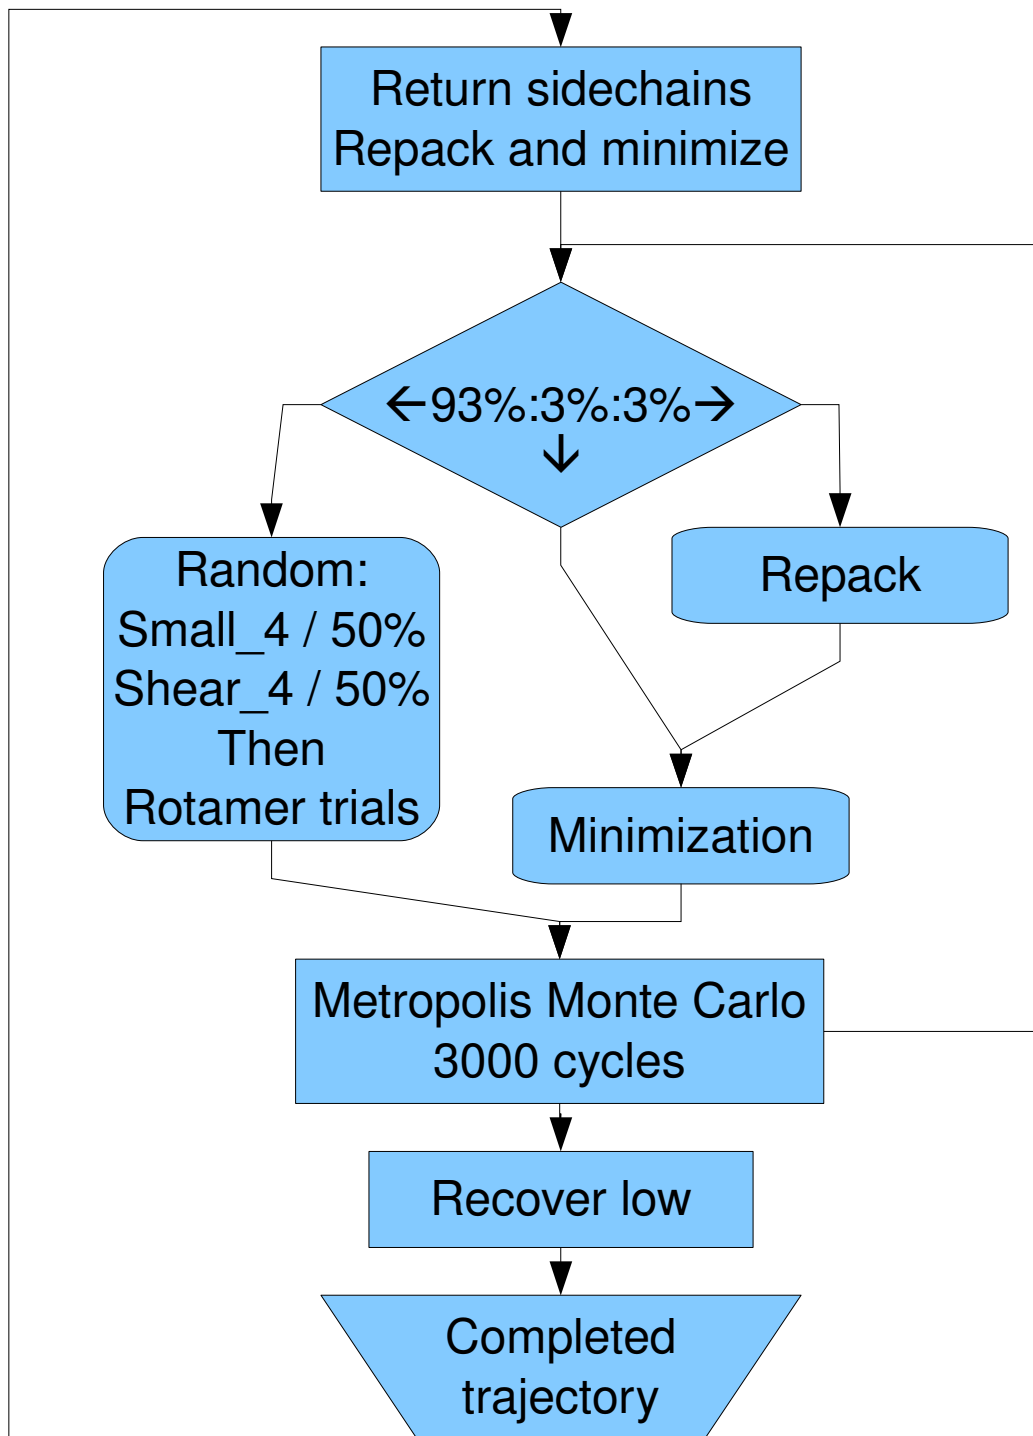 Return sidechains
Repack and minimize
←93%:3%:3%→
↓
Random:
Small_4 / 50%
Shear_4 / 50%
Then
Rotamer trials
Repack
Minimization
Metropolis Monte Carlo
3000 cycles
Recover low
Completed
trajectory